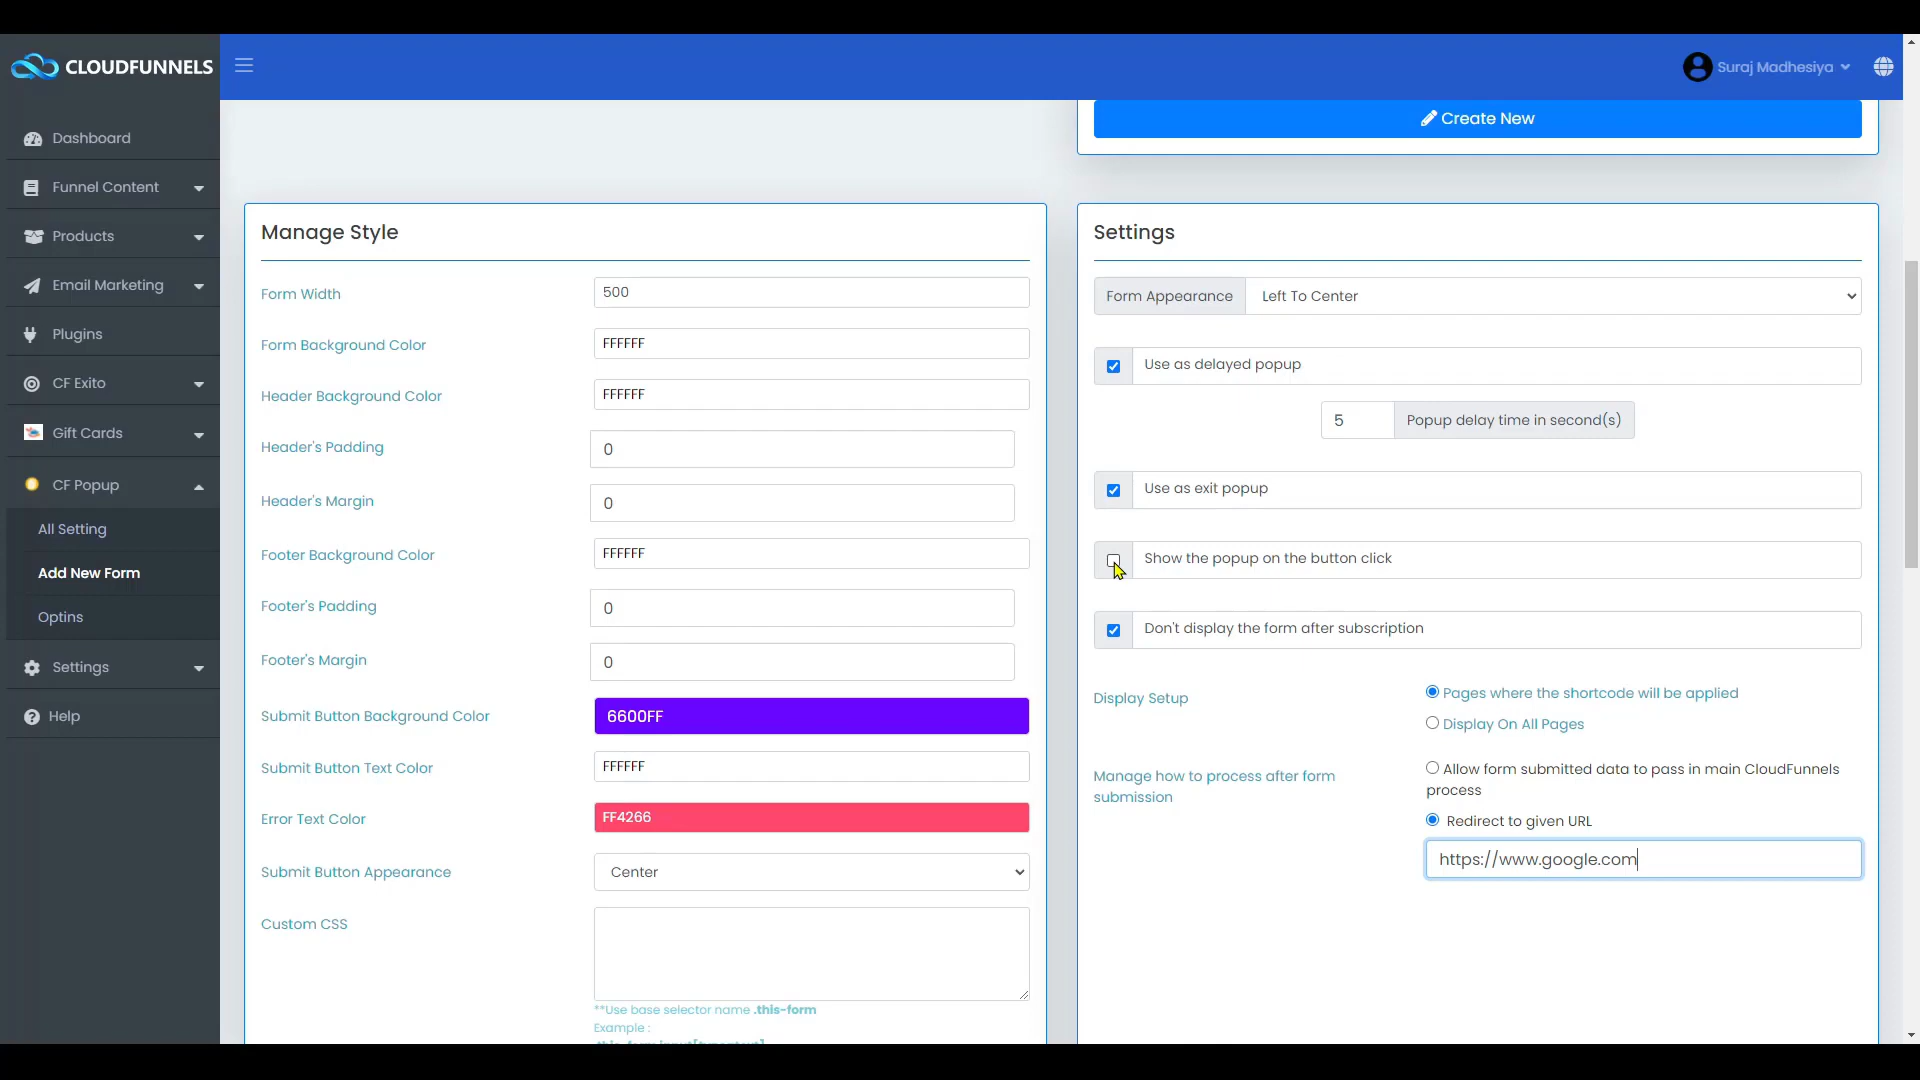 CLOUDFUNNELS
Suraj Madhesiya
Dashboard
Funnel Content
Products
Email Marketing
Plugins
CF Exito
Gift Cards
CF Popup
All Setting
Add New Form
Optins
Settings
Help
Create New
Manage Style
Form Width
500
Form Background Color
FFFFFF
Header Background Color
FFFFFF
Header's Padding
0
Header's Margin
0
Footer Background Color
FFFFFF
Footer's Padding
0
Footer's Margin
0
Submit Button Background Color
6600FF
Submit Button Text Color
FFFFFF
Error Text Color
FF4266
Submit Button Appearance
Center
Custom CSS
**Use base selector name .this-form
Example :
Settings
Form Appearance
Left To Center
Use as delayed popup
5
Popup delay time in second(s)
Use as exit popup
Show the popup on the button click
Don't display the form after subscription
Display Setup
Pages where the shortcode will be applied
Display On All Pages
Manage how to process after form
submission
Allow form submitted data to pass in main CloudFunnels
process
Redirect to given URL
https://www.google.com